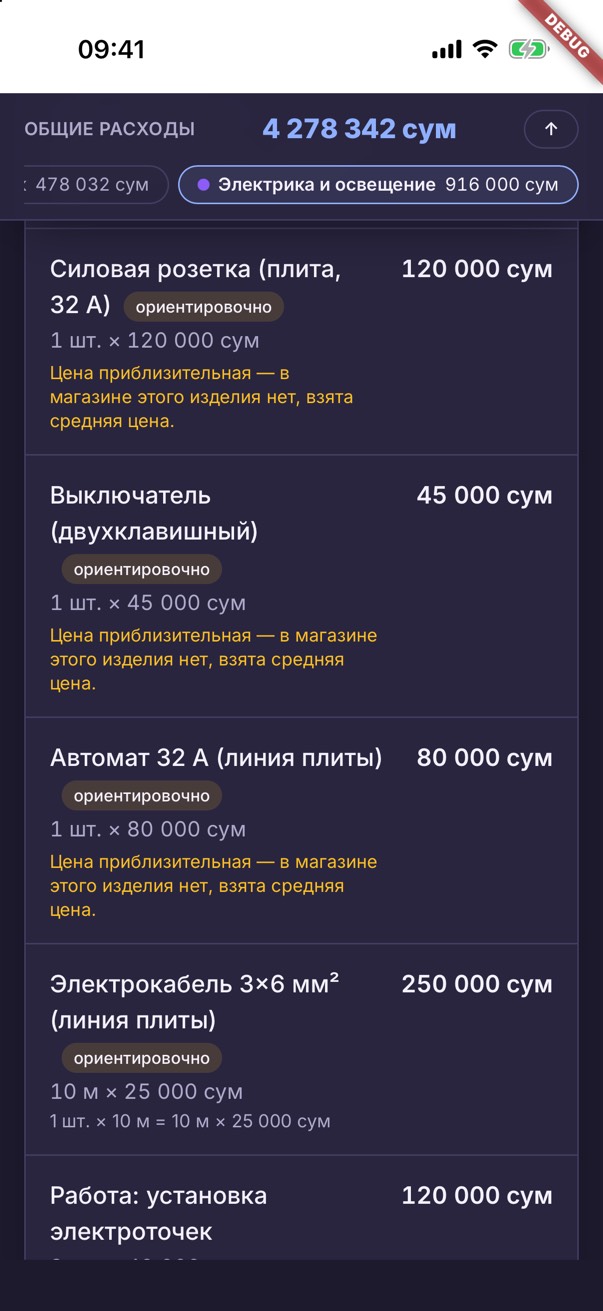 09:41
DEBUG
ОБЩИЕ РАСХОДЫ
4 278 342 сум
478 032 сум
Электрика и освещение 916 000 сум
Силовая розетка (плита,
120 000 сум
32 А) ориентировочно
1 шт. × 120 000 сум
Цена приблизительная — в
магазине этого изделия нет, взята
средняя цена.
Выключатель
45 000 сум
(двухклавишный)
ориентировочно
1 шт. × 45 000 сум
Цена приблизительная — в магазине
этого изделия нет, взята средняя
цена.
Автомат 32 А (линия плиты)
80 000 сум
ориентировочно
1 шт. × 80 000 сум
Цена приблизительная — в магазине
этого изделия нет, взята средняя
цена.
Электрокабель 3×6 мм²
250 000 сум
(линия плиты)
ориентировочно
10 м × 25 000 сум
1 шт. × 10 м = 10 м × 25 000 сум
Работа: установка
120 000 сум
электроточек